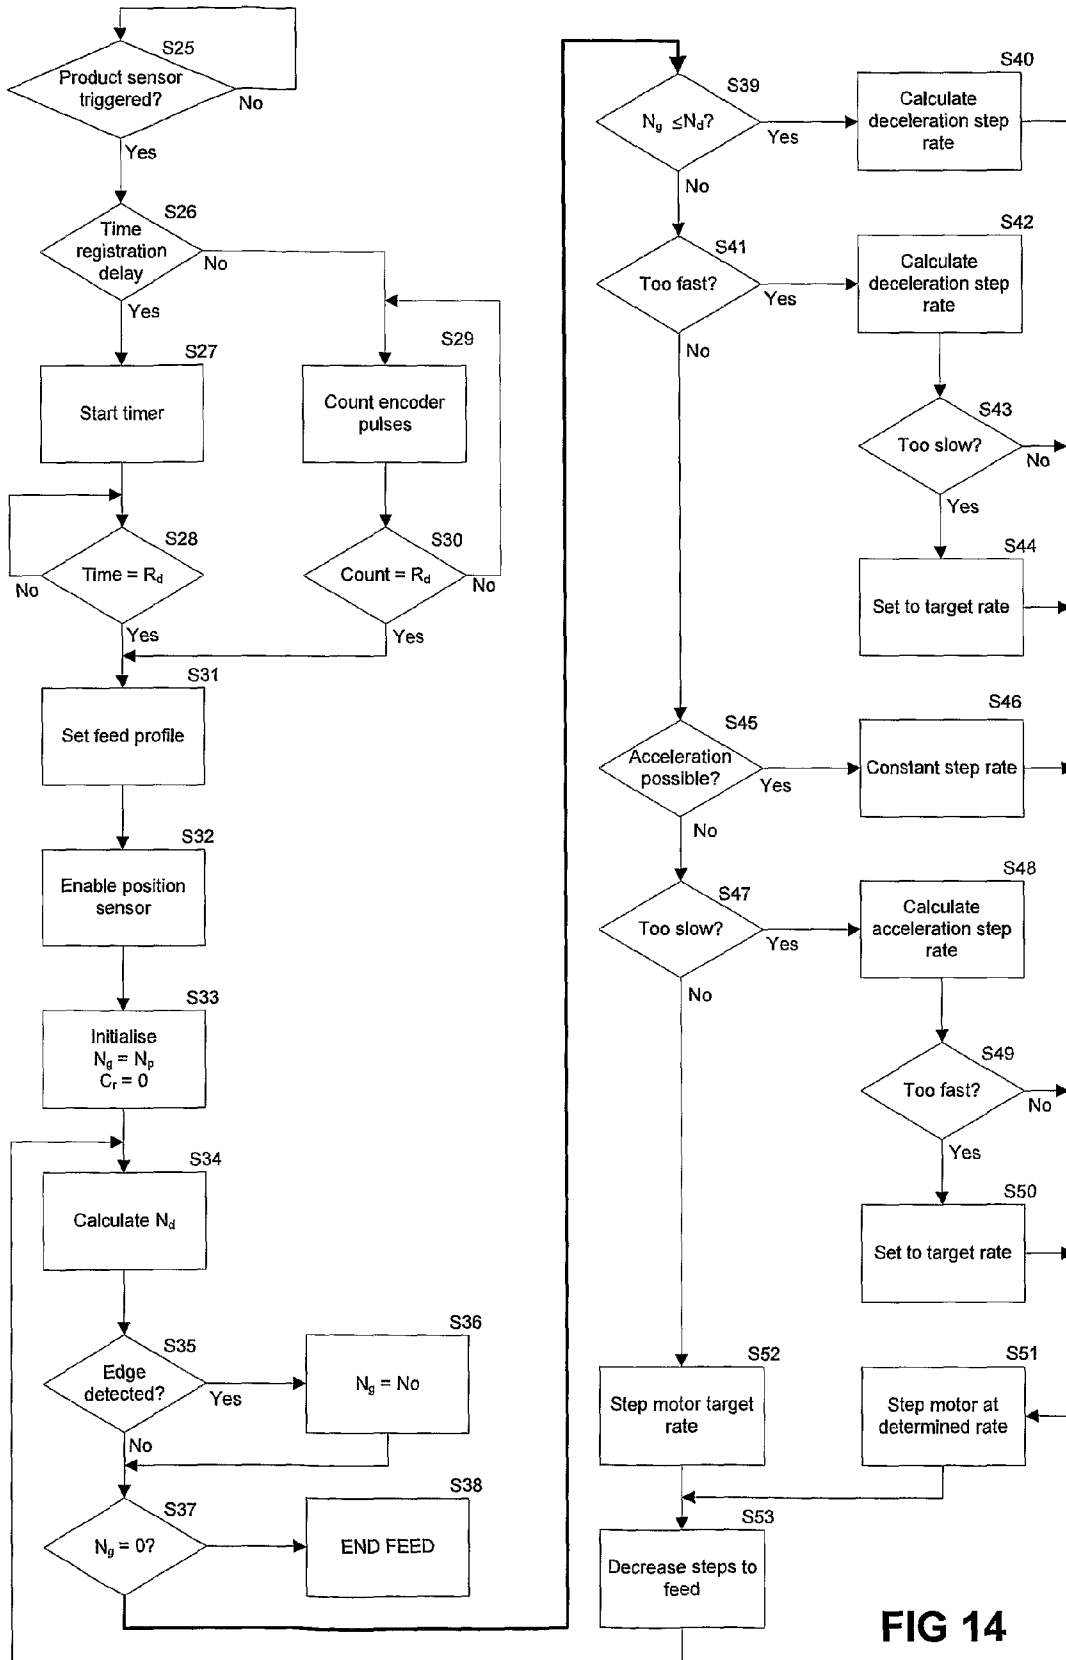 S25
Product sensor
triggered?
No
Yes
S26
Time
registration
delay
No
Yes
S27
Start timer
S29
Count encoder
pulses
S28
Time = Rd
No
Yes
S30
Count = Rd
No
Yes
S31
Set feed profile
S32
Enable position
sensor
S33
Initialise
Ng = Np
Cr = 0
S34
Calculate Nd
S35
Edge
detected?
Yes
No
S36
Ng = No
S37
Ng = 0?
S38
END FEED
S39
Ng ≤Nd?
Yes
No
S40
Calculate
deceleration step
rate
S41
Too fast?
Yes
No
S42
Calculate
deceleration step
rate
S43
Too slow?
No
Yes
S44
Set to target rate
S45
Acceleration
possible?
Yes
No
S46
Constant step rate
S47
Too slow?
Yes
No
S48
Calculate
acceleration step
rate
S49
Too fast?
No
Yes
S50
Set to target rate
S52
Step motor target
rate
S51
Step motor at
determined rate
S53
Decrease steps to
feed
FIG 14